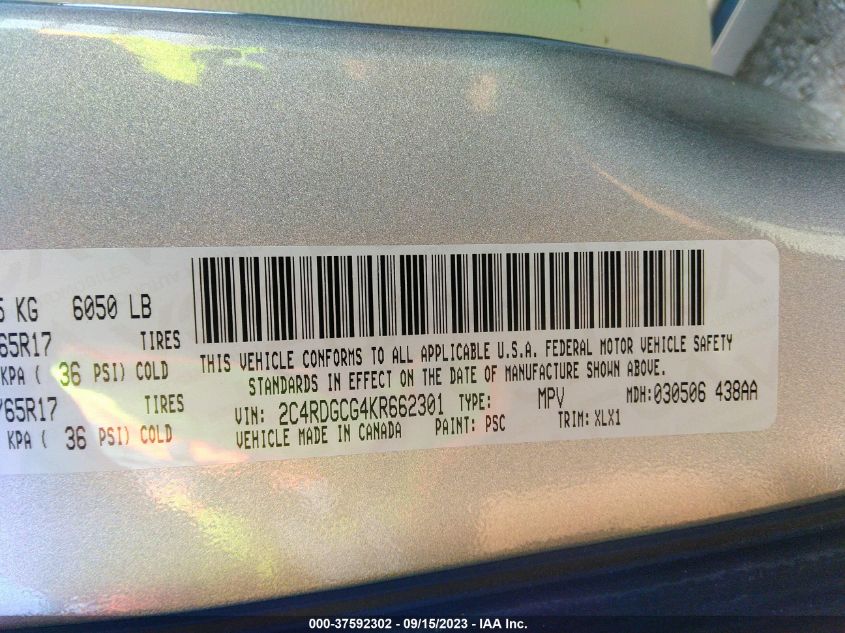 5 KG 6050 LB
65R17 TIRES
KPA ( 36 PSI) COLD
/65R17 TIRES
KPA ( 36 PSI) COLD
THIS VEHICLE CONFORMS TO ALL APPLICABLE U.S.A. FEDERAL MOTOR VEHICLE SAFETY
STANDARDS IN EFFECT ON THE DATE OF MANUFACTURE SHOWN ABOVE.
VIN: 2C4RDGCG4KR662301 TYPE: MPV MDH: 030506 438AA
VEHICLE MADE IN CANADA PAINT: PSC TRIM: XLX1
000-37592302 - 09/15/2023 - IAA Inc.